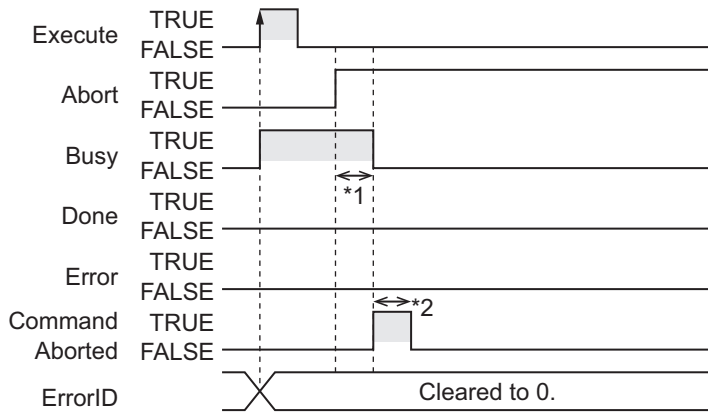 Execute TRUE
FALSE
Abort TRUE
FALSE
Busy TRUE
FALSE
*1
Done TRUE
FALSE
Error TRUE
FALSE
*2
Command TRUE
Aborted FALSE
ErrorID Cleared to 0.